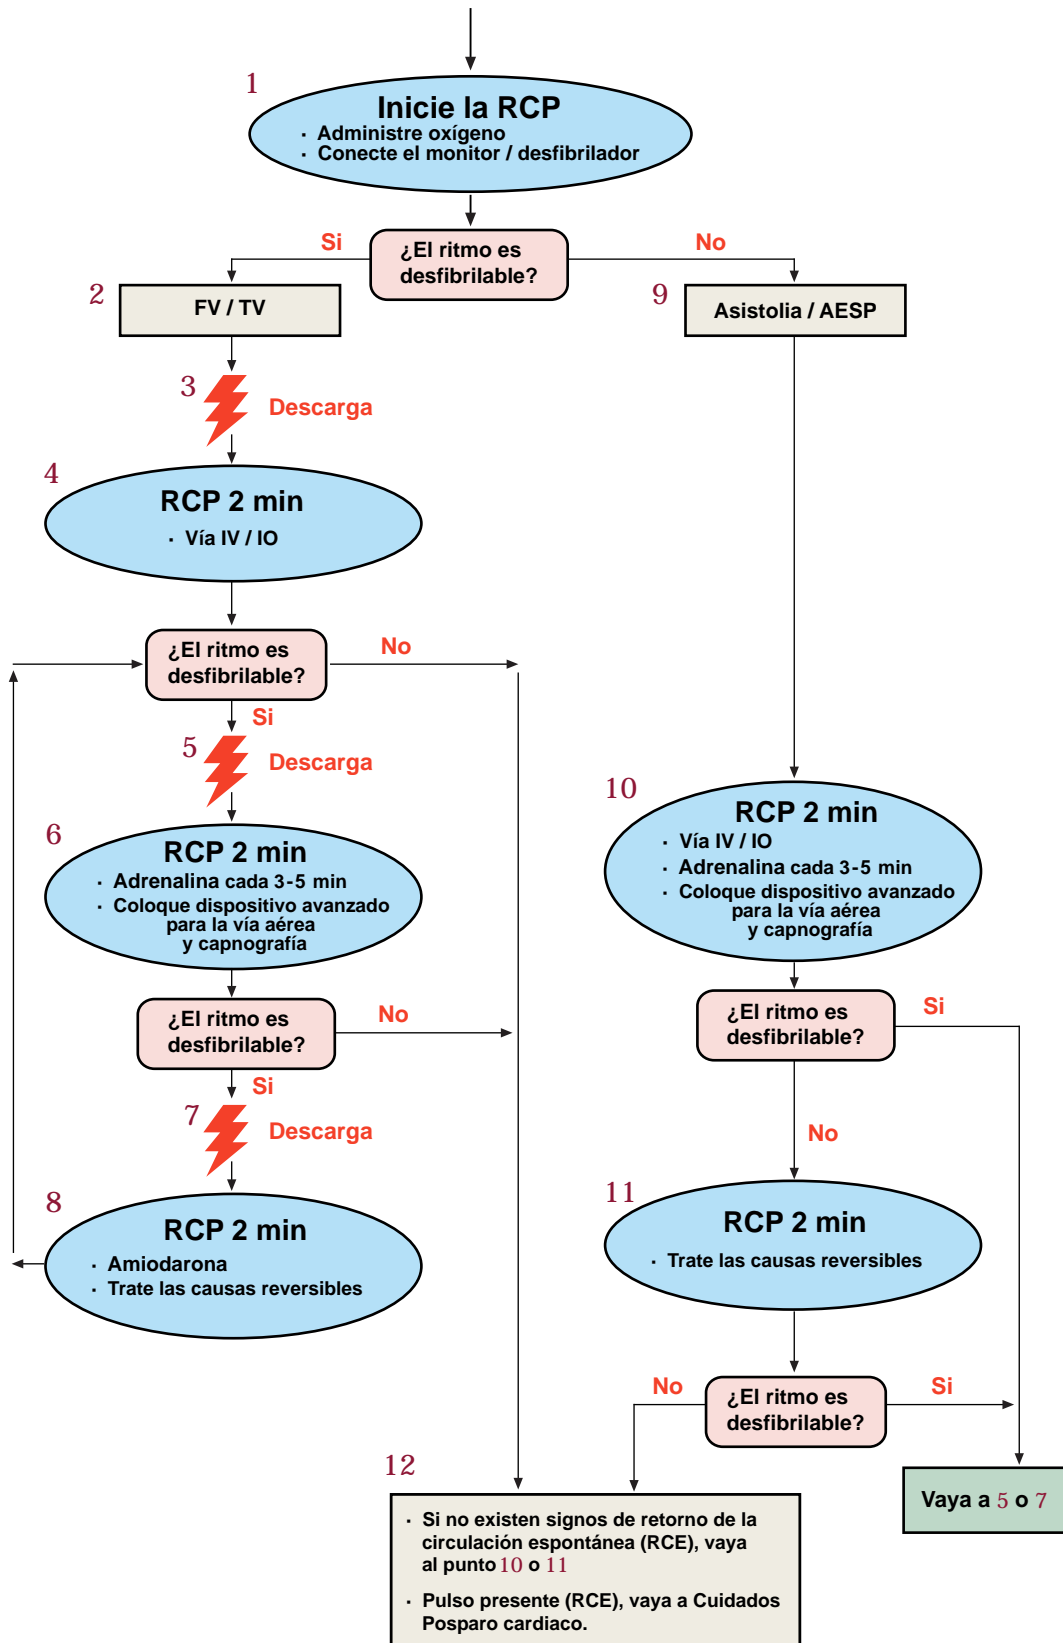 1
Inicie la RCP
· Administre oxígeno
· Conecte el monitor / desfibrilador
¿El ritmo es
desfibrilable?
Si
No
2
FV / TV
9
Asistolia / AESP
3
Descarga
4
RCP 2 min
· Vía IV / IO
¿El ritmo es
desfibrilable?
No
Si
5
Descarga
6
RCP 2 min
· Adrenalina cada 3-5 min
· Coloque dispositivo avanzado
para la vía aérea
y capnografía
¿El ritmo es
desfibrilable?
No
Si
7
Descarga
8
RCP 2 min
· Amiodarona
· Trate las causas reversibles
10
RCP 2 min
· Vía IV / IO
· Adrenalina cada 3-5 min
· Coloque dispositivo avanzado
para la vía aérea
y capnografía
¿El ritmo es
desfibrilable?
Si
No
11
RCP 2 min
· Trate las causas reversibles
¿El ritmo es
desfibrilable?
No
Si
12
· Si no existen signos de retorno de la
circulación espontánea (RCE), vaya
al punto 10 o 11
· Pulso presente (RCE), vaya a Cuidados
Posparo cardiaco.
Vaya a 5 o 7